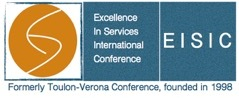 Excellence
In Services
International
Conference
EISIC
Formerly Toulon-Verona Conference, founded in 1998